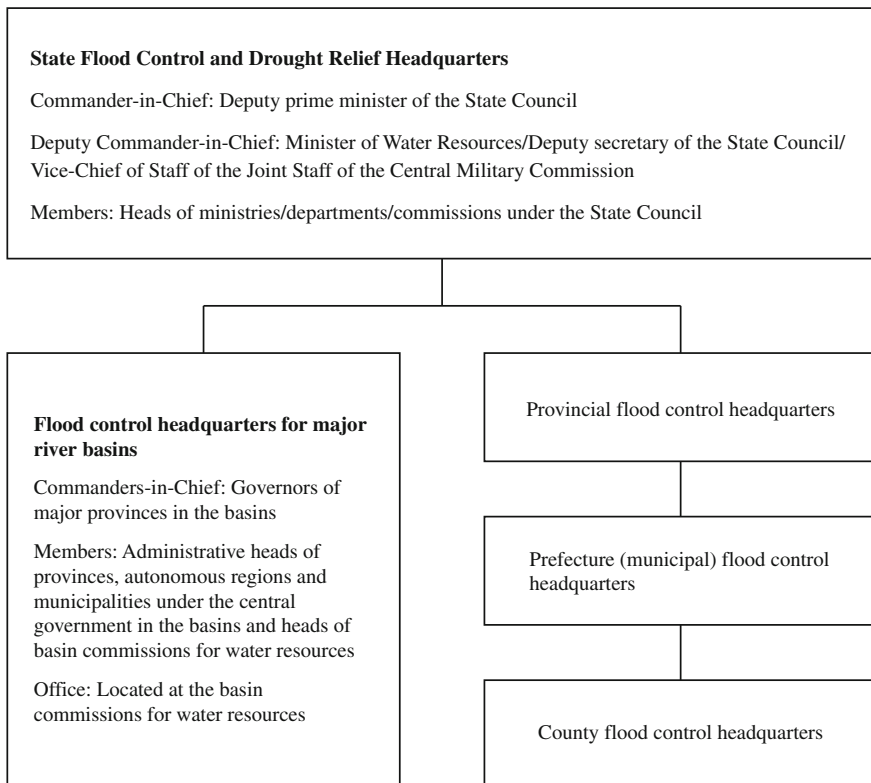 State Flood Control and Drought Relief Headquarters
Commander-in-Chief: Deputy prime minister of the State Council
Deputy Commander-in-Chief: Minister of Water Resources/Deputy secretary of the State Council/
Vice-Chief of Staff of the Joint Staff of the Central Military Commission
Members: Heads of ministries/departments/commissions under the State Council
Flood control headquarters for major
river basins
Commanders-in-Chief: Governors of
major provinces in the basins
Members: Administrative heads of
provinces, autonomous regions and
municipalities under the central
government in the basins and heads of
basin commissions for water resources
Office: Located at the basin
commissions for water resources
Provincial flood control headquarters
Prefecture (municipal) flood control
headquarters
County flood control headquarters